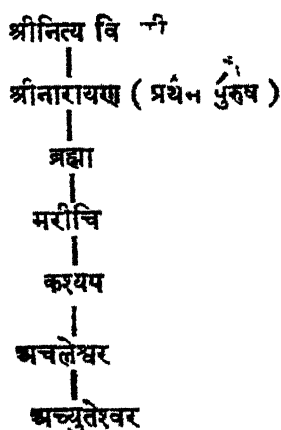 श्रीनित्य
श्रीनारायण ( प्रथम पुरुष )
ब्रह्मा
मरीचि
कश्यप
अचलेश्वर
अच्युतेश्वर